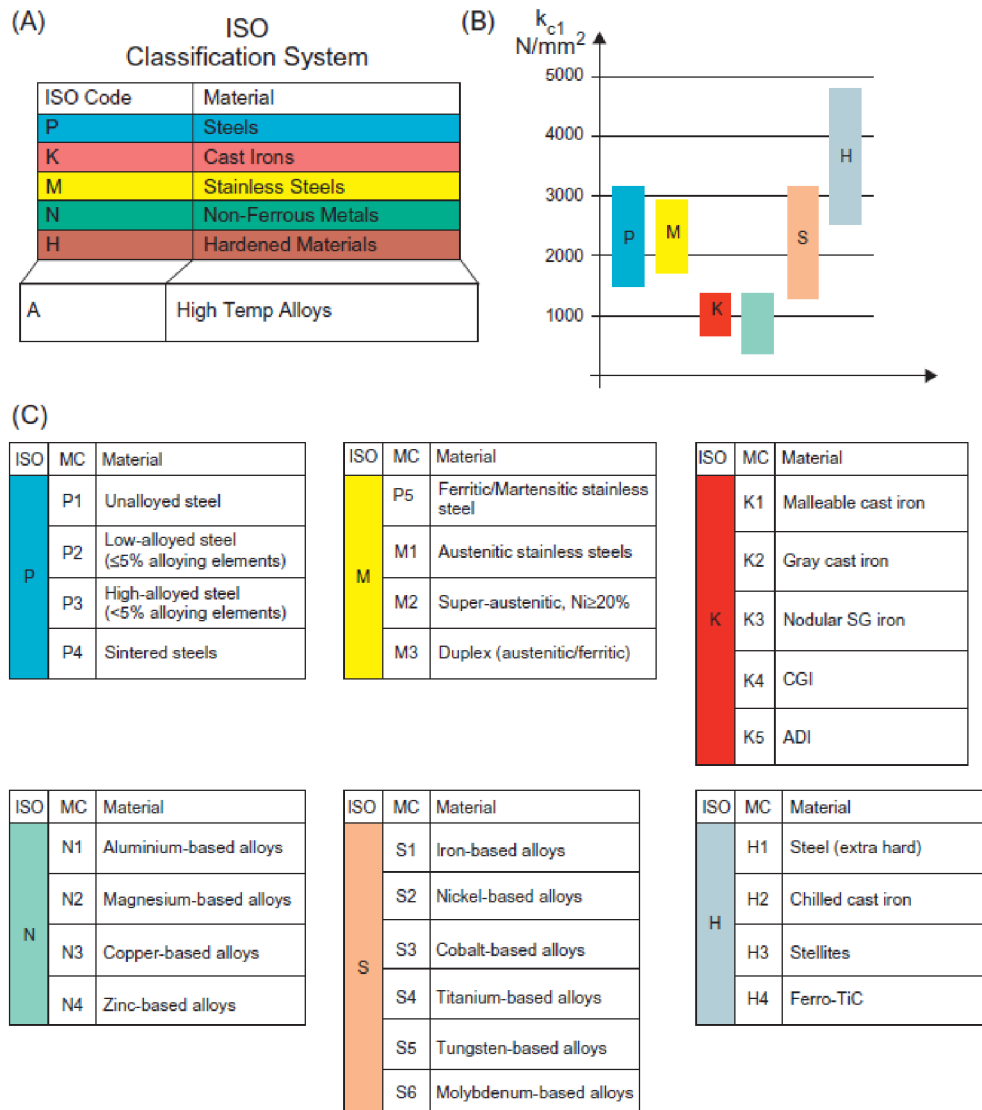 (A)
ISO
Classification System
ISO Code Material
P Steels
K Cast Irons
M Stainless Steels
N Non-Ferrous Metals
H Hardened Materials
A High Temp Alloys
(B)
kc1
N/mm2
5000
4000
3000
2000
1000
P
M
K
S
H
(C)
ISO MC Material
P
P1 Unalloyed steel
P2 Low-alloyed steel
(≤5% alloying elements)
P3 High-alloyed steel
(<5% alloying elements)
P4 Sintered steels
ISO MC Material
M
P5 Ferritic/Martensitic stainless
steel
M1 Austenitic stainless steels
M2 Super-austenitic, Ni≥20%
M3 Duplex (austenitic/ferritic)
ISO MC Material
K
K1 Malleable cast iron
K2 Gray cast iron
K3 Nodular SG iron
K4 CGI
K5 ADI
ISO MC Material
N
N1 Aluminium-based alloys
N2 Magnesium-based alloys
N3 Copper-based alloys
N4 Zinc-based alloys
ISO MC Material
S
S1 Iron-based alloys
S2 Nickel-based alloys
S3 Cobalt-based alloys
S4 Titanium-based alloys
S5 Tungsten-based alloys
S6 Molybdenum-based alloys
ISO MC Material
H
H1 Steel (extra hard)
H2 Chilled cast iron
H3 Stellites
H4 Ferro-TiC